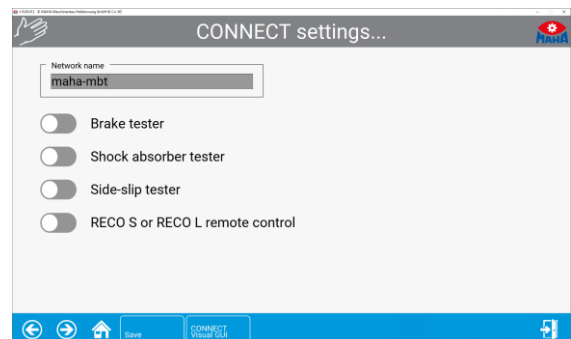 CONNECT settings...
MAHA
Network name
maha-mbt
Brake tester
Shock absorber tester
Side-slip tester
RECO S or RECO L remote control
Save
CONNECT
Visual GUI